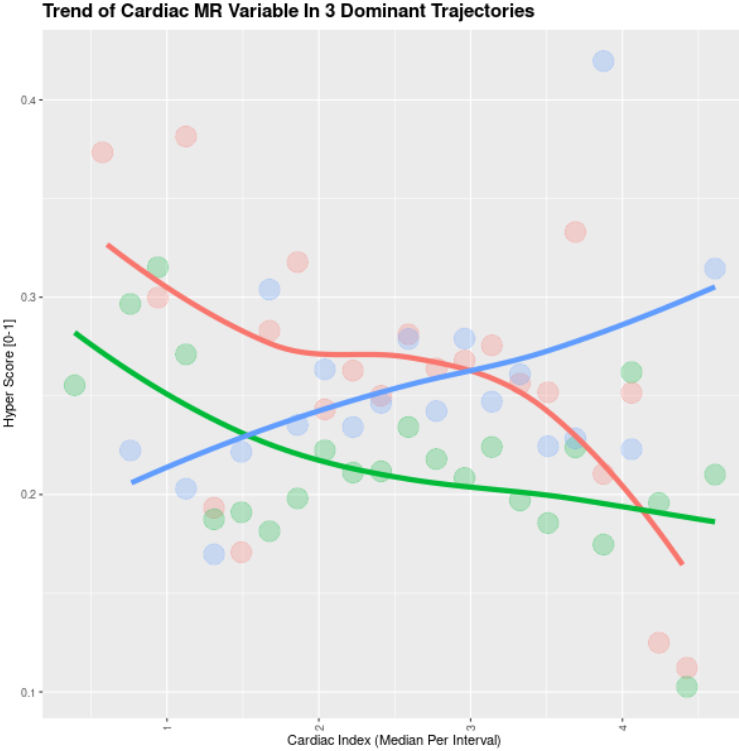 Trend of Cardiac MR Variable In 3 Dominant Trajectories
Hyper Score [0-1]
0.4
0.3
0.2
0.1
1
2
3
4
Cardiac Index (Median Per Interval)